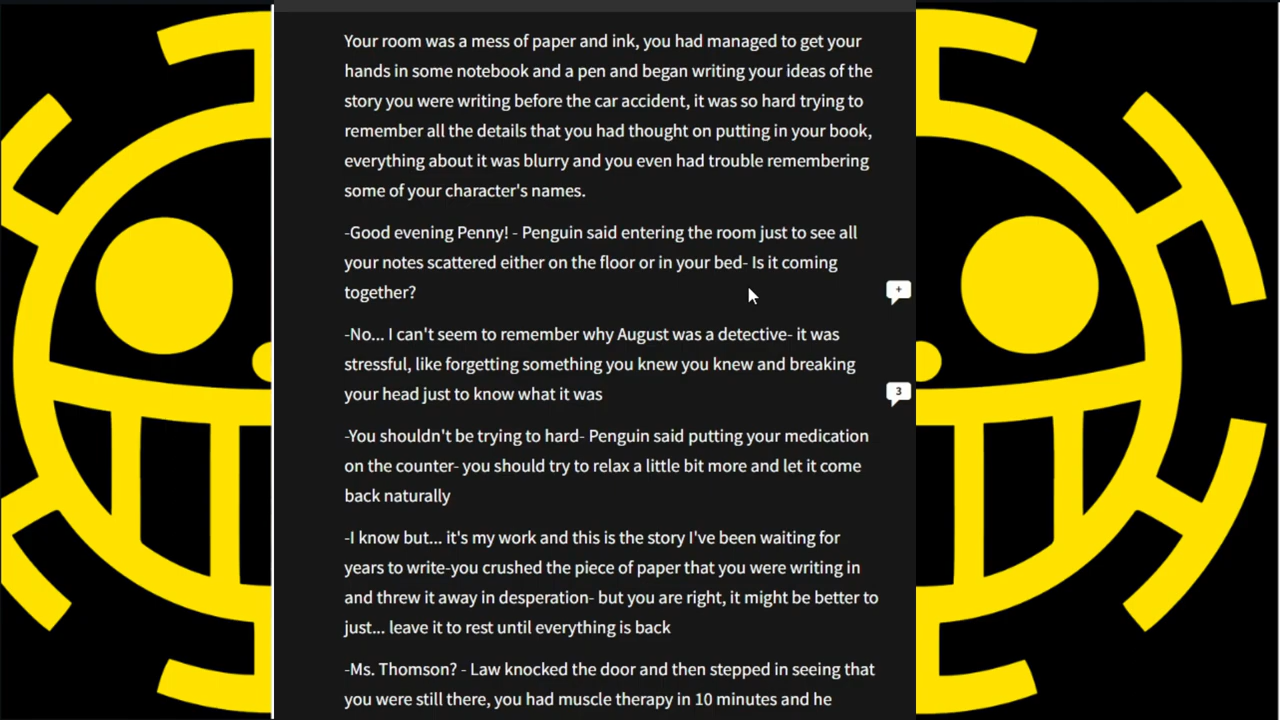 Your room was a mess of paper and ink, you had managed to get your
hands in some notebook and a pen and began writing your ideas of the
story you were writing before the car accident, it was so hard trying to
remember all the details that you had thought on putting in your book,
everything about it was blurry and you even had trouble remembering
some of your character's names.
-Good evening Penny! - Penguin said entering the room just to see all
your notes scattered either on the floor or in your bed- Is it coming
together?
+
-No... I can't seem to remember why August was a detective- it was
stressful, like forgetting something you knew you knew and breaking
your head just to know what it was
3
-You shouldn't be trying to hard- Penguin said putting your medication
on the counter- you should try to relax a little bit more and let it come
back naturally
-I know but... it's my work and this is the story I've been waiting for
years to write-you crushed the piece of paper that you were writing in
and threw it away in desperation- but you are right, it might be better to
just... leave it to rest until everything is back
-Ms. Thomson? - Law knocked the door and then stepped in seeing that
you were still there, you had muscle therapy in 10 minutes and he